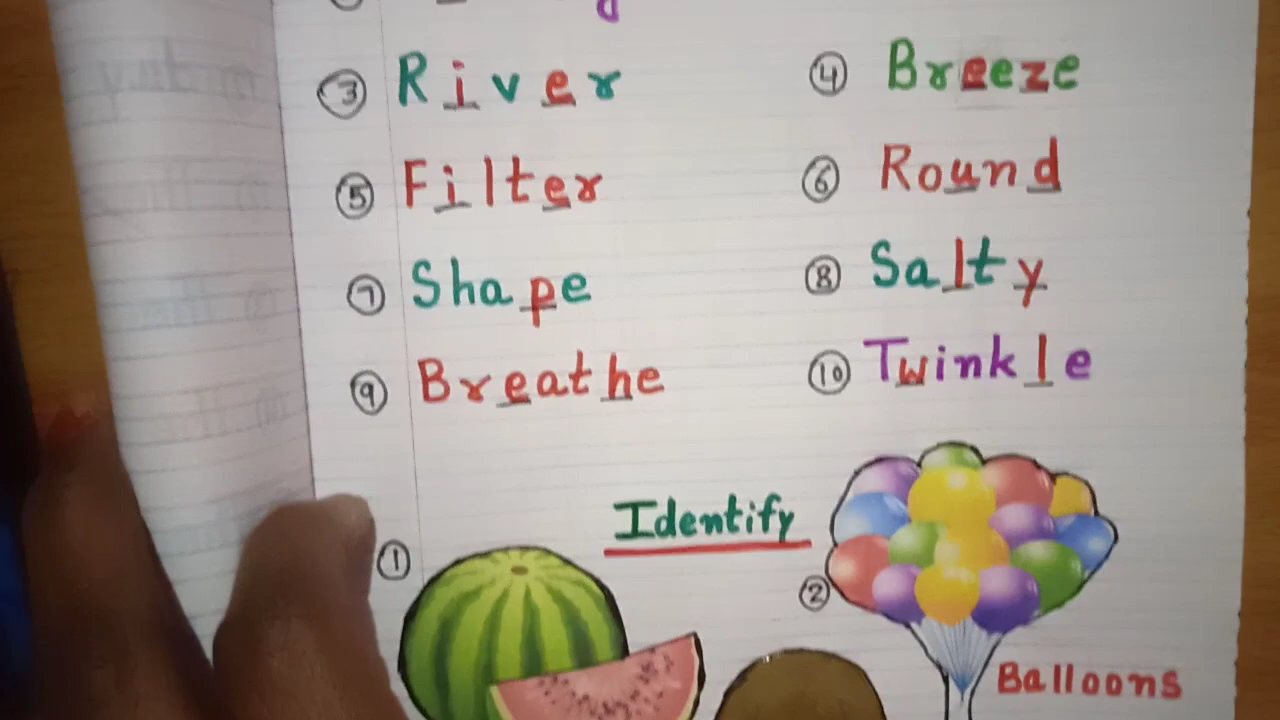 3 River 4 Breeze
5 Filter 6 Round
7 Shape 8 Salty
9 Breathe 10 Twinkle
Identify
1
2
Balloons